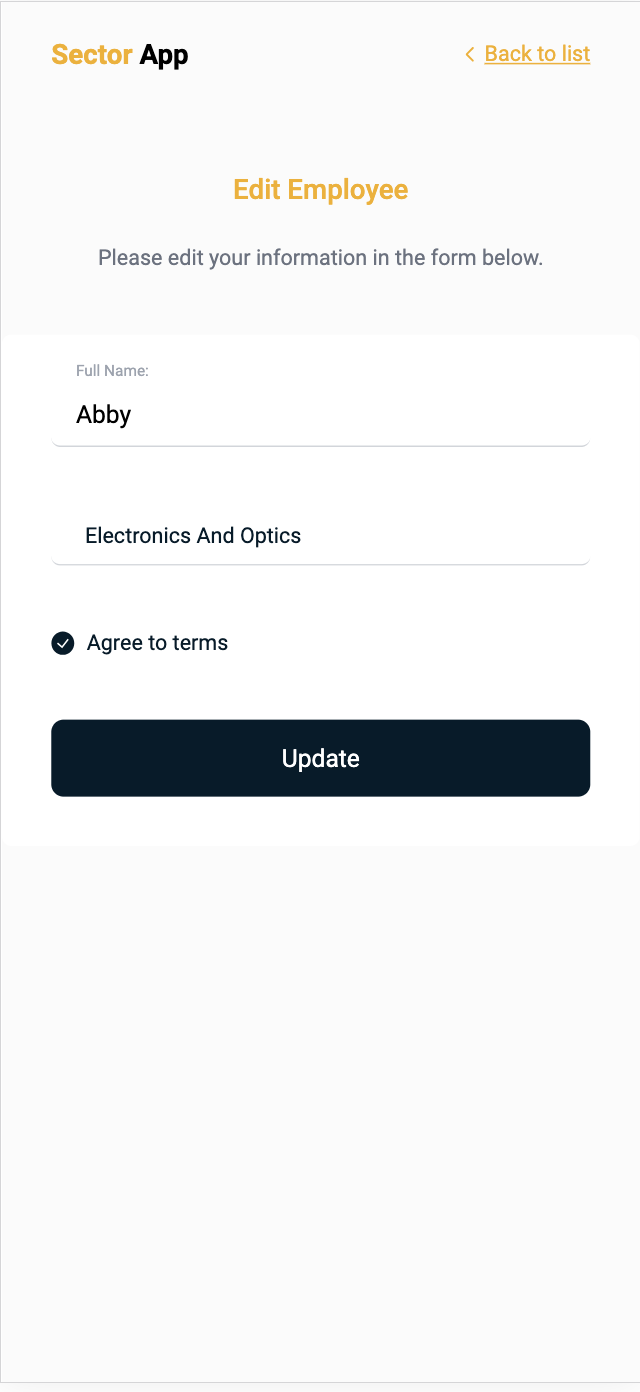 Sector App
Back to list
Edit Employee
Please edit your information in the form below.
Full Name:
Abby
Electronics And Optics
Agree to terms
Update